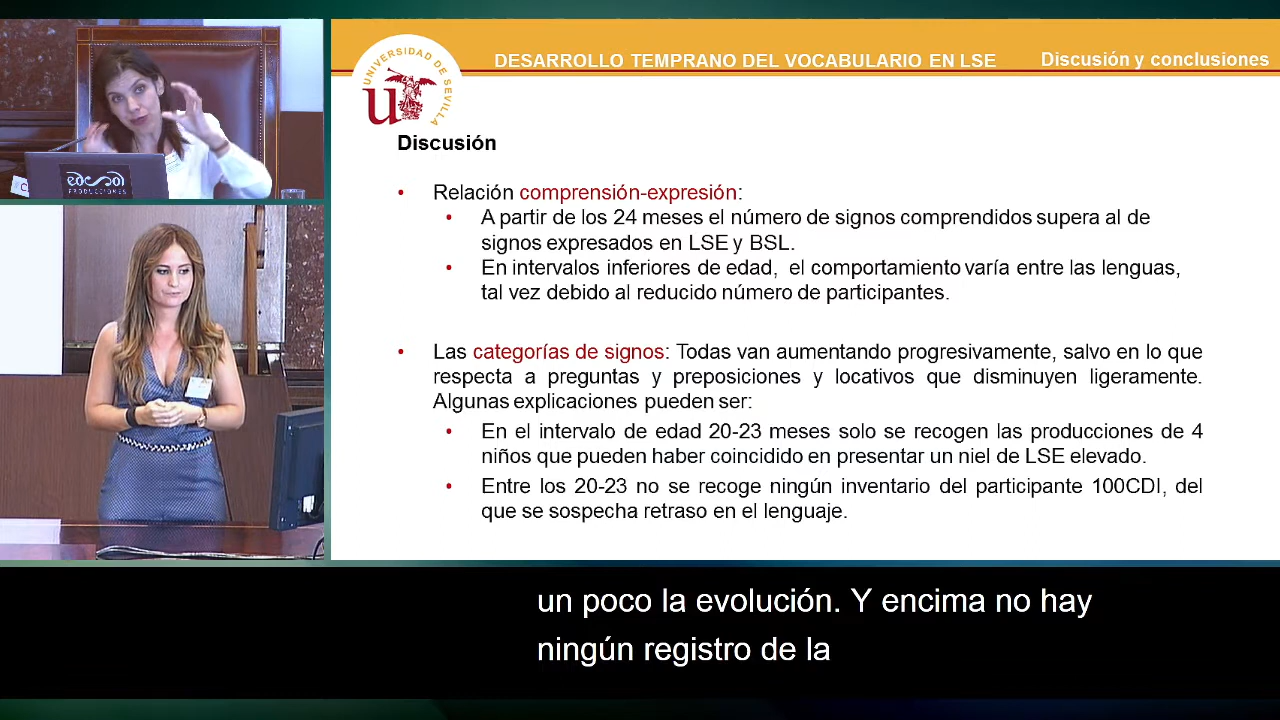 UNIVERSIDAD DE SEVILLA
DESARROLLO TEMPRANO DEL VOCABULARIO EN LSE
Discusión y conclusiones
Discusión
• Relación comprensión-expresión:
• A partir de los 24 meses el número de signos comprendidos supera al de
signos expresados en LSE y BSL.
• En intervalos inferiores de edad, el comportamiento varía entre las lenguas,
tal vez debido al reducido número de participantes.
• Las categorías de signos: Todas van aumentando progresivamente, salvo en lo que
respecta a preguntas y preposiciones y locativos que disminuyen ligeramente.
Algunas explicaciones pueden ser:
• En el intervalo de edad 20-23 meses solo se recogen las producciones de 4
niños que pueden haber coincidido en presentar un niel de LSE elevado.
• Entre los 20-23 no se recoge ningún inventario del participante 100CDI, del
que se sospecha retraso en el lenguaje.
edsol
PRODUCCIONES
un poco la evolución. Y encima no hay
ningún registro de la